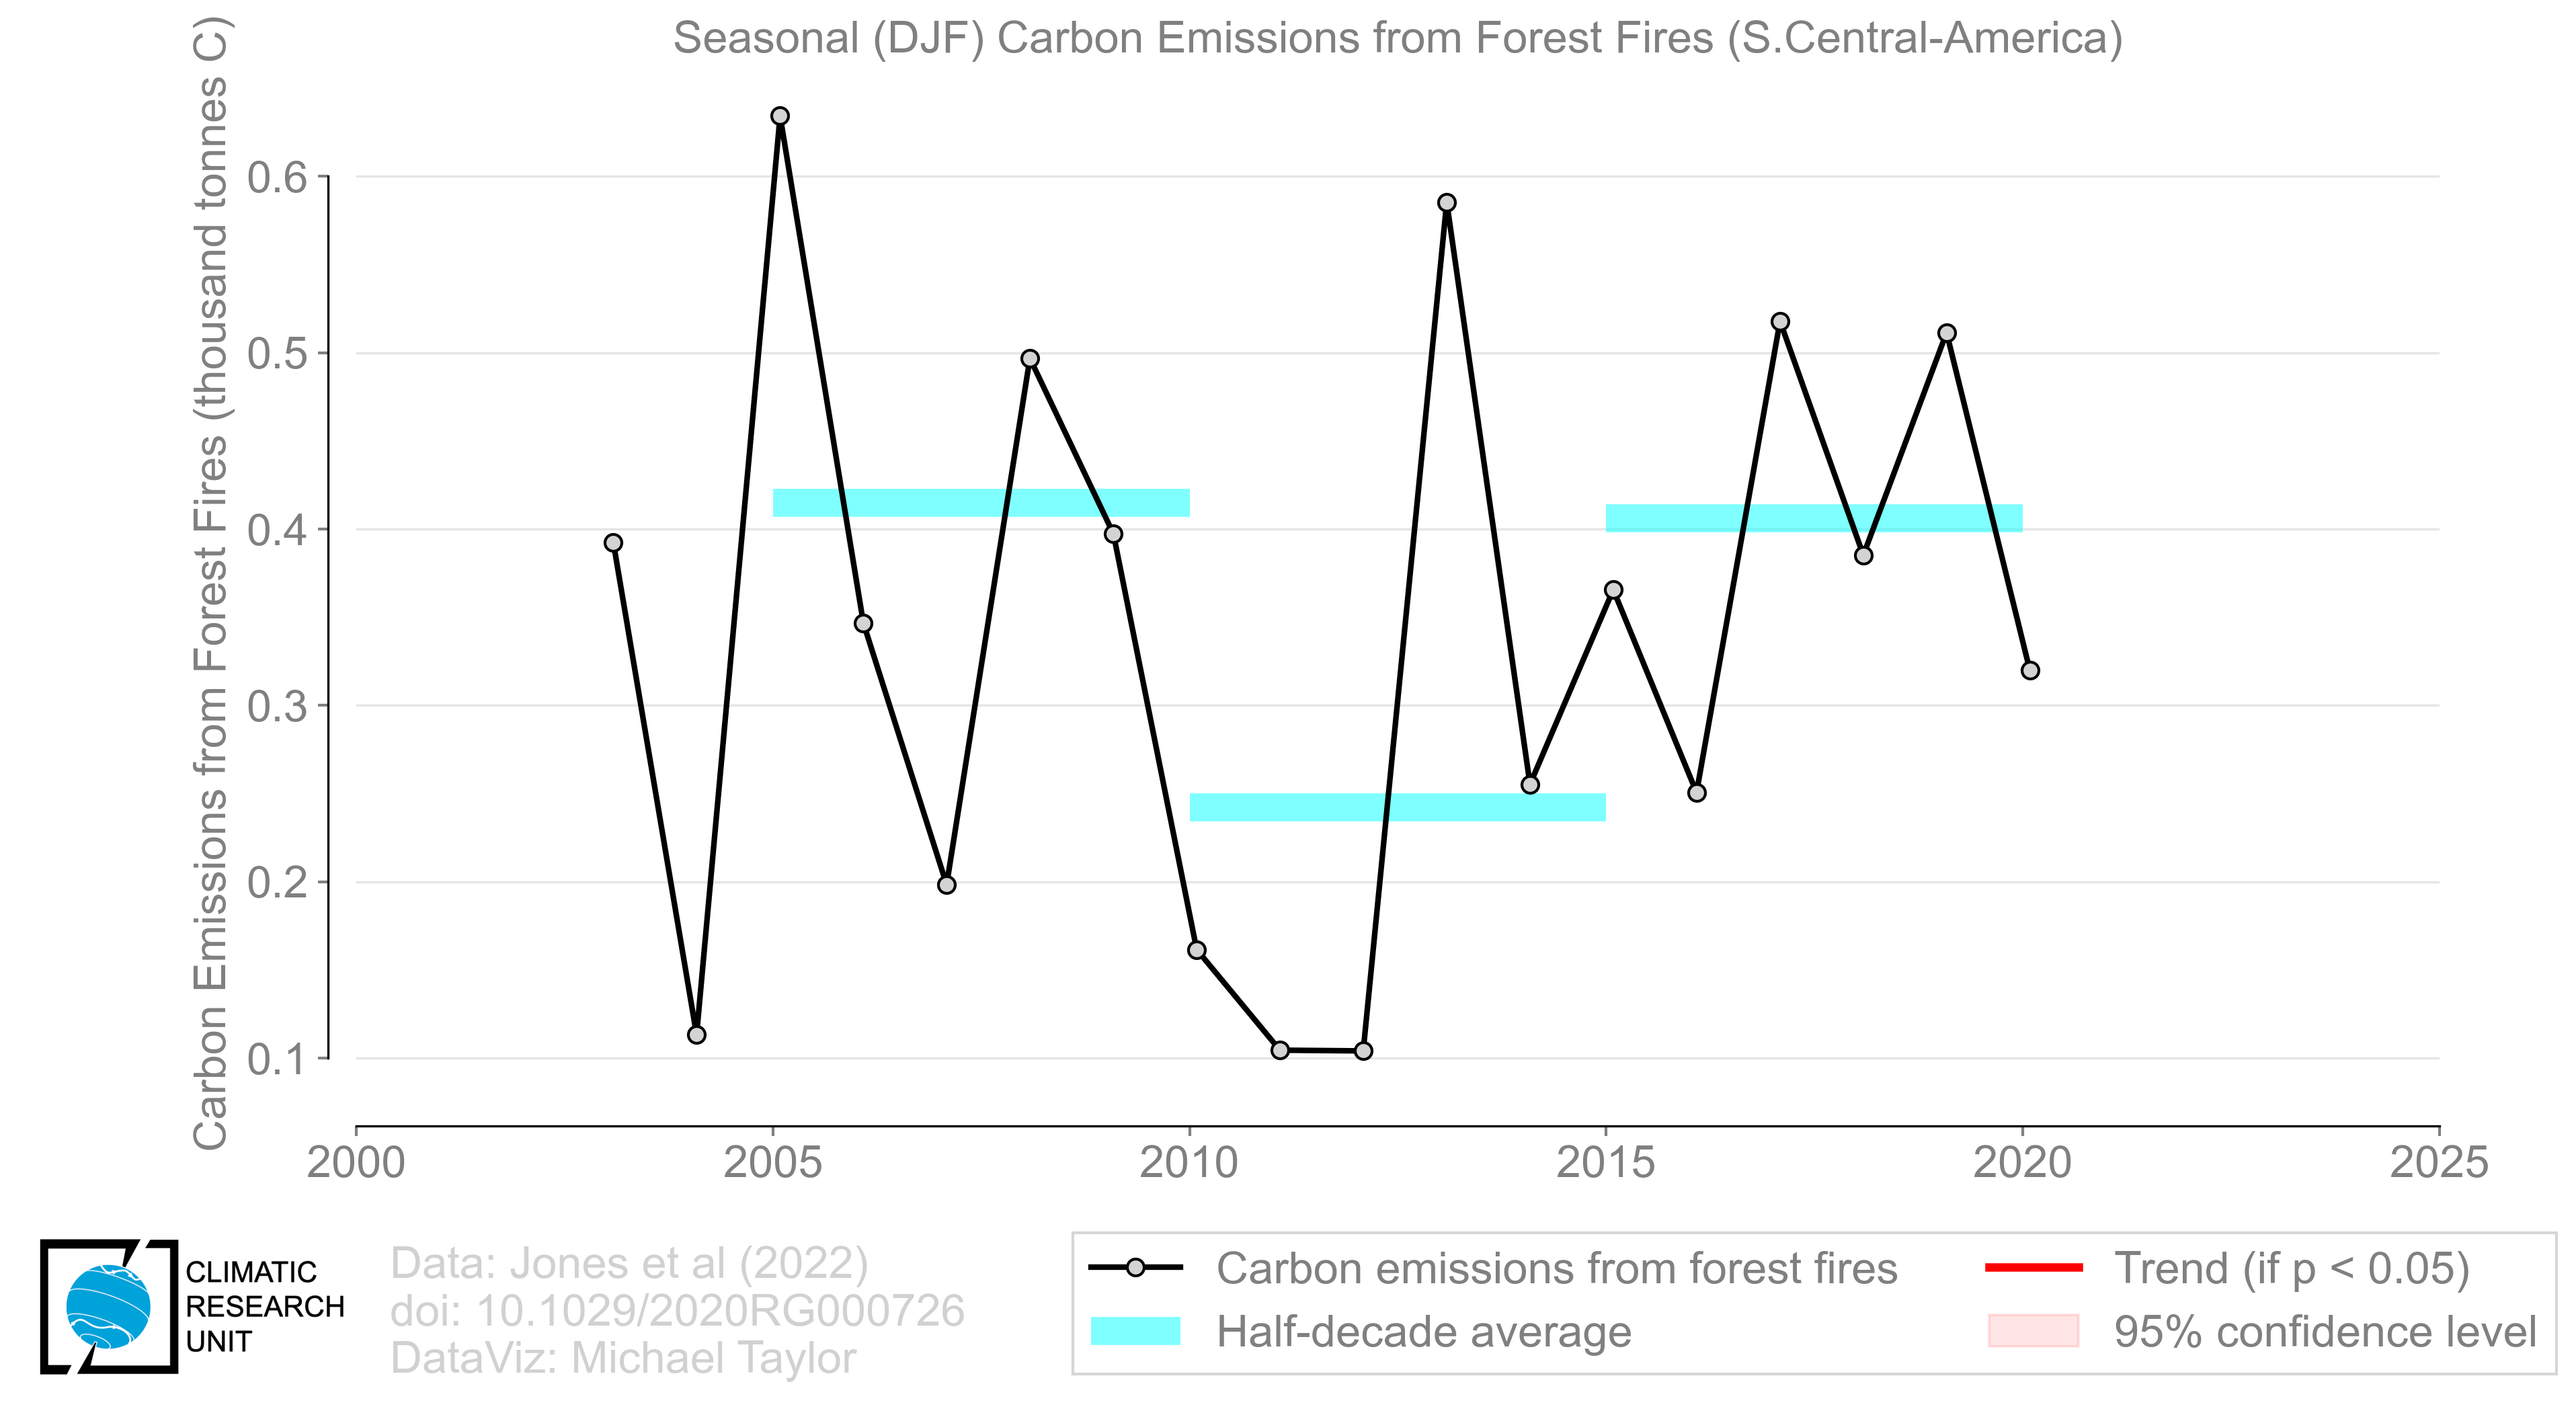 Seasonal (DJF) Carbon Emissions from Forest Fires (S.Central-America)
Carbon Emissions from Forest Fires (thousand tonnes C)
0.6
0.5
0.4
0.3
0.2
0.1
2000 2005 2010 2015 2020 2025
CLIMATIC
RESEARCH
UNIT
Data: Jones et al (2022)
doi: 10.1029/2020RG000726
DataViz: Michael Taylor
Carbon emissions from forest fires
Half-decade average
Trend (if p < 0.05)
95% confidence level